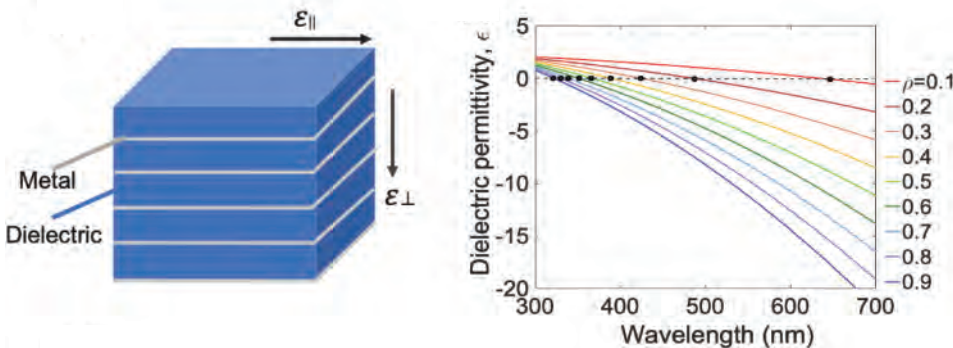 ε∥
ε⊥
Metal
Dielectric
Dielectric permittivity, ϵ
5
0
-5
-10
-15
-20
300
400
500
600
700
Wavelength (nm)
ρ=0.1
0.2
0.3
0.4
0.5
0.6
0.7
0.8
0.9